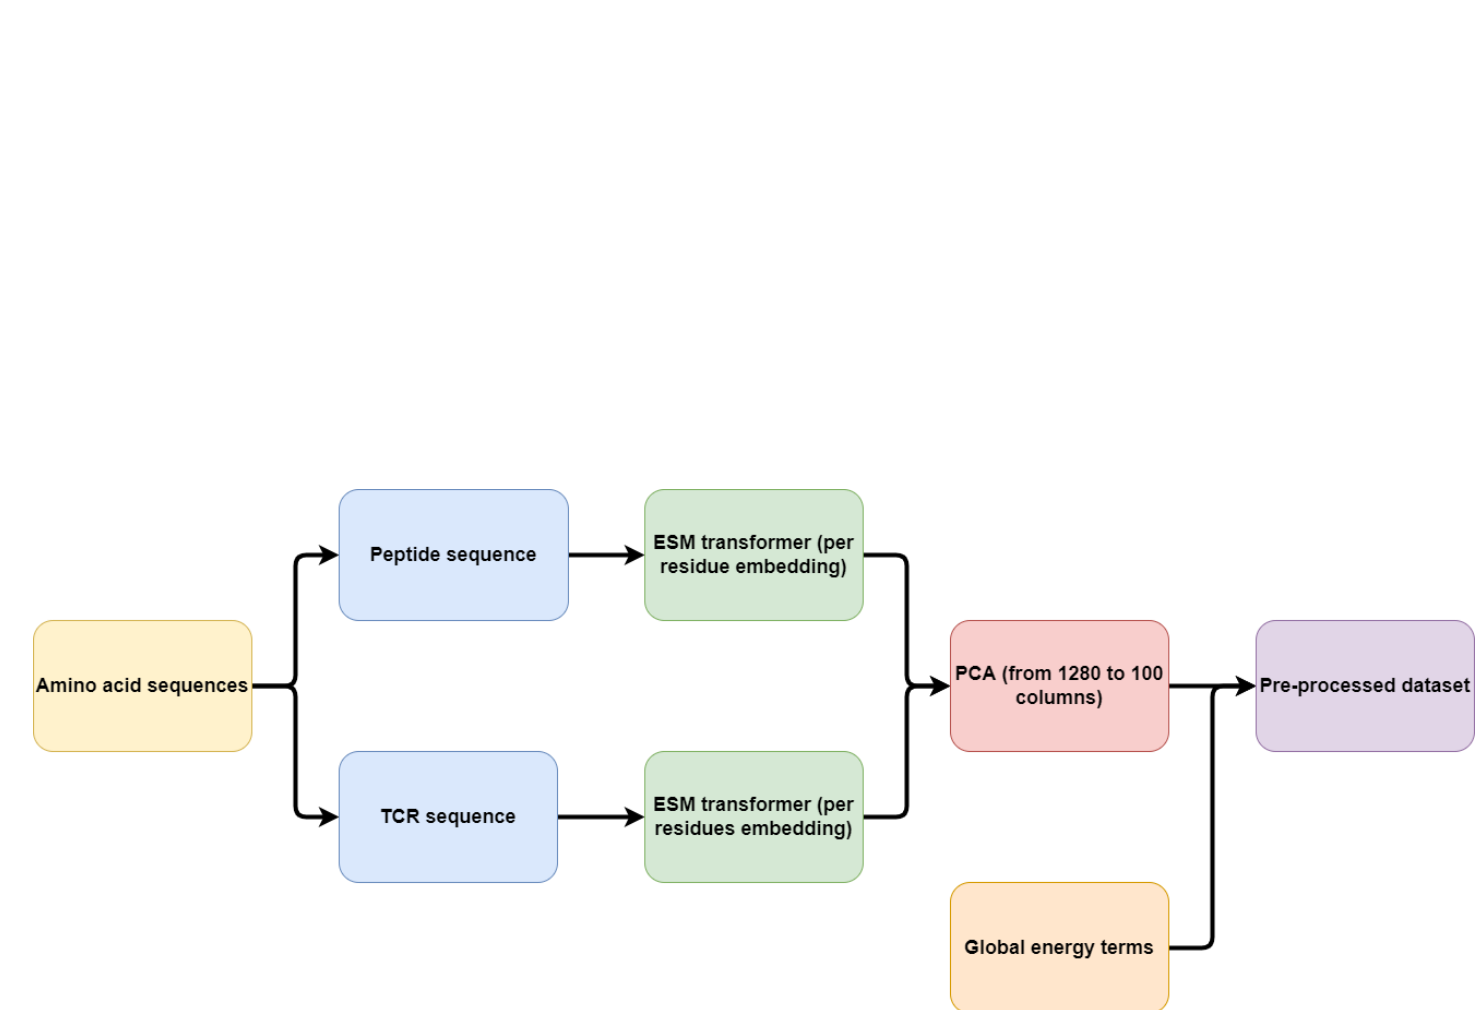 Peptide sequence
ESM transformer (per
residue embedding)
Amino acid sequences
PCA (from 1280 to 100
columns)
Pre-processed dataset
TCR sequence
ESM transformer (per
residues embedding)
Global energy terms